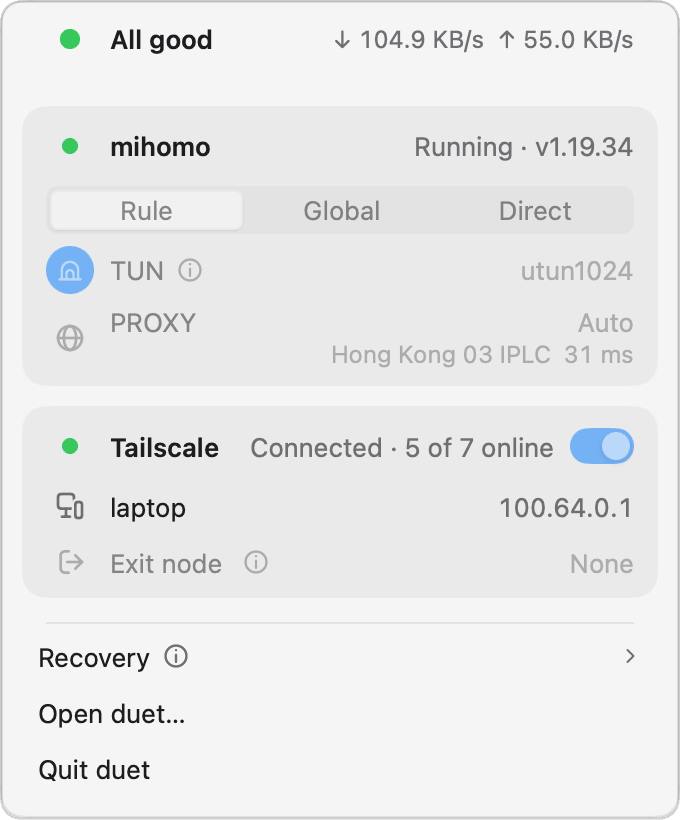 All good ↓ 104.9 KB/s ↑ 55.0 KB/s
mihomo Running · v1.19.34
Rule Global Direct
TUN utun1024
PROXY Auto
Hong Kong 03 IPLC 31 ms
Tailscale Connected · 5 of 7 online
laptop 100.64.0.1
Exit node None
Recovery
Open duet...
Quit duet